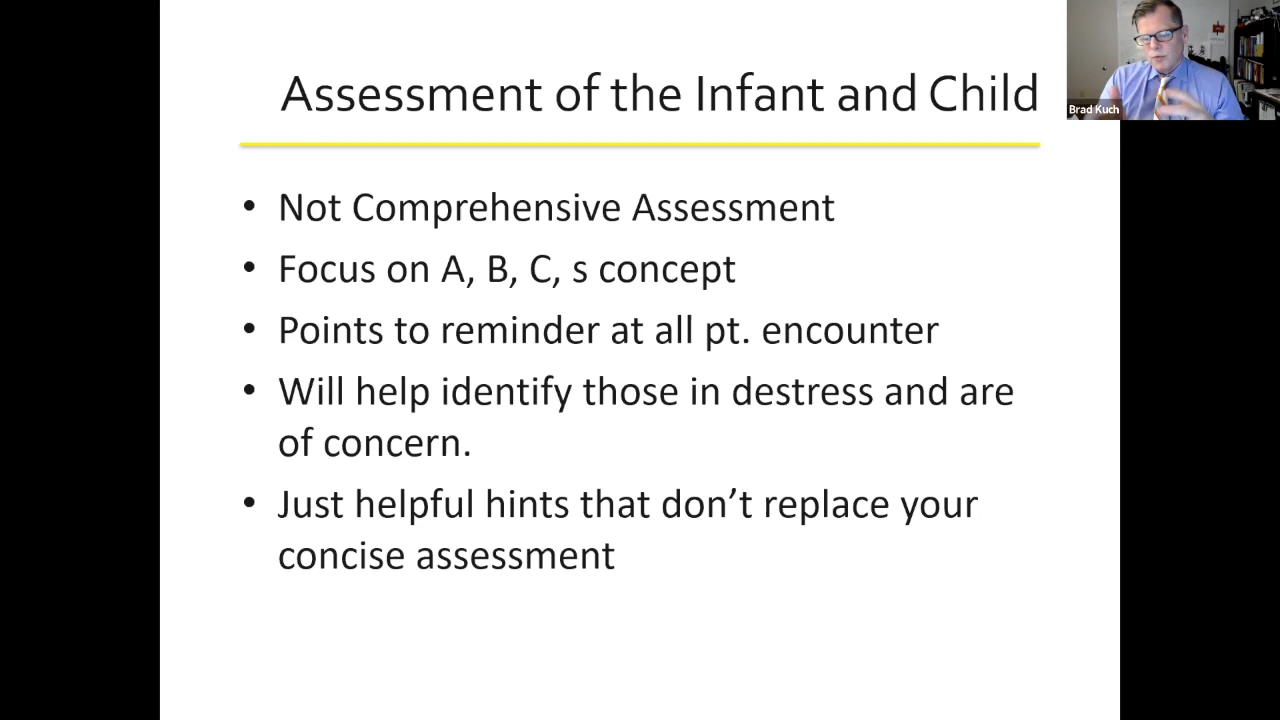 Assessment of the Infant and Child
Brad Kuch
• Not Comprehensive Assessment
• Focus on A, B, C, s concept
• Points to reminder at all pt. encounter
• Will help identify those in destress and are
of concern.
• Just helpful hints that don’t replace your
concise assessment